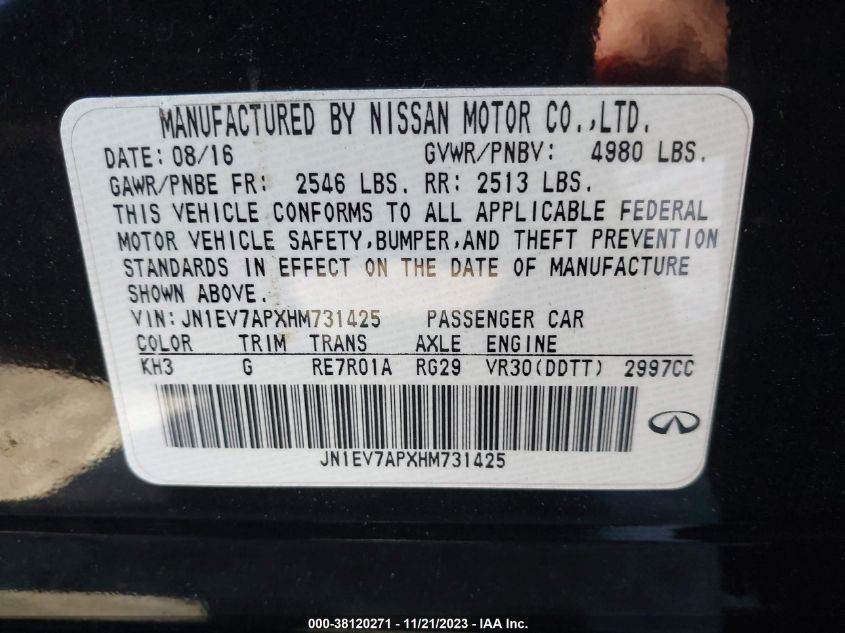 MANUFACTURED BY NISSAN MOTOR CO.,LTD.
DATE: 08/16 GVWR/PNBV: 4980 LBS.
GAWR/PNBE FR: 2546 LBS. RR: 2513 LBS.
THIS VEHICLE CONFORMS TO ALL APPLICABLE FEDERAL
MOTOR VEHICLE SAFETY,BUMPER,AND THEFT PREVENTION
STANDARDS IN EFFECT ON THE DATE OF MANUFACTURE
SHOWN ABOVE.
VIN:JN1EV7APXHM731425 PASSENGER CAR
COLOR TRIM TRANS AXLE ENGINE
KH3 G RE7R01A RG29 VR30(DDTT) 2997CC
JN1EV7APXHM731425
000-38120271 - 11/21/2023 - IAA Inc.